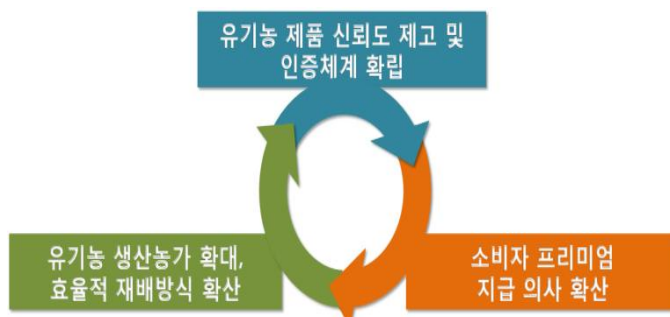 유기농 제품 신뢰도 제고 및
인증체계 확립
유기농 생산농가 확대,
효율적 재배방식 확산
소비자 프리미엄
지급 의사 확산